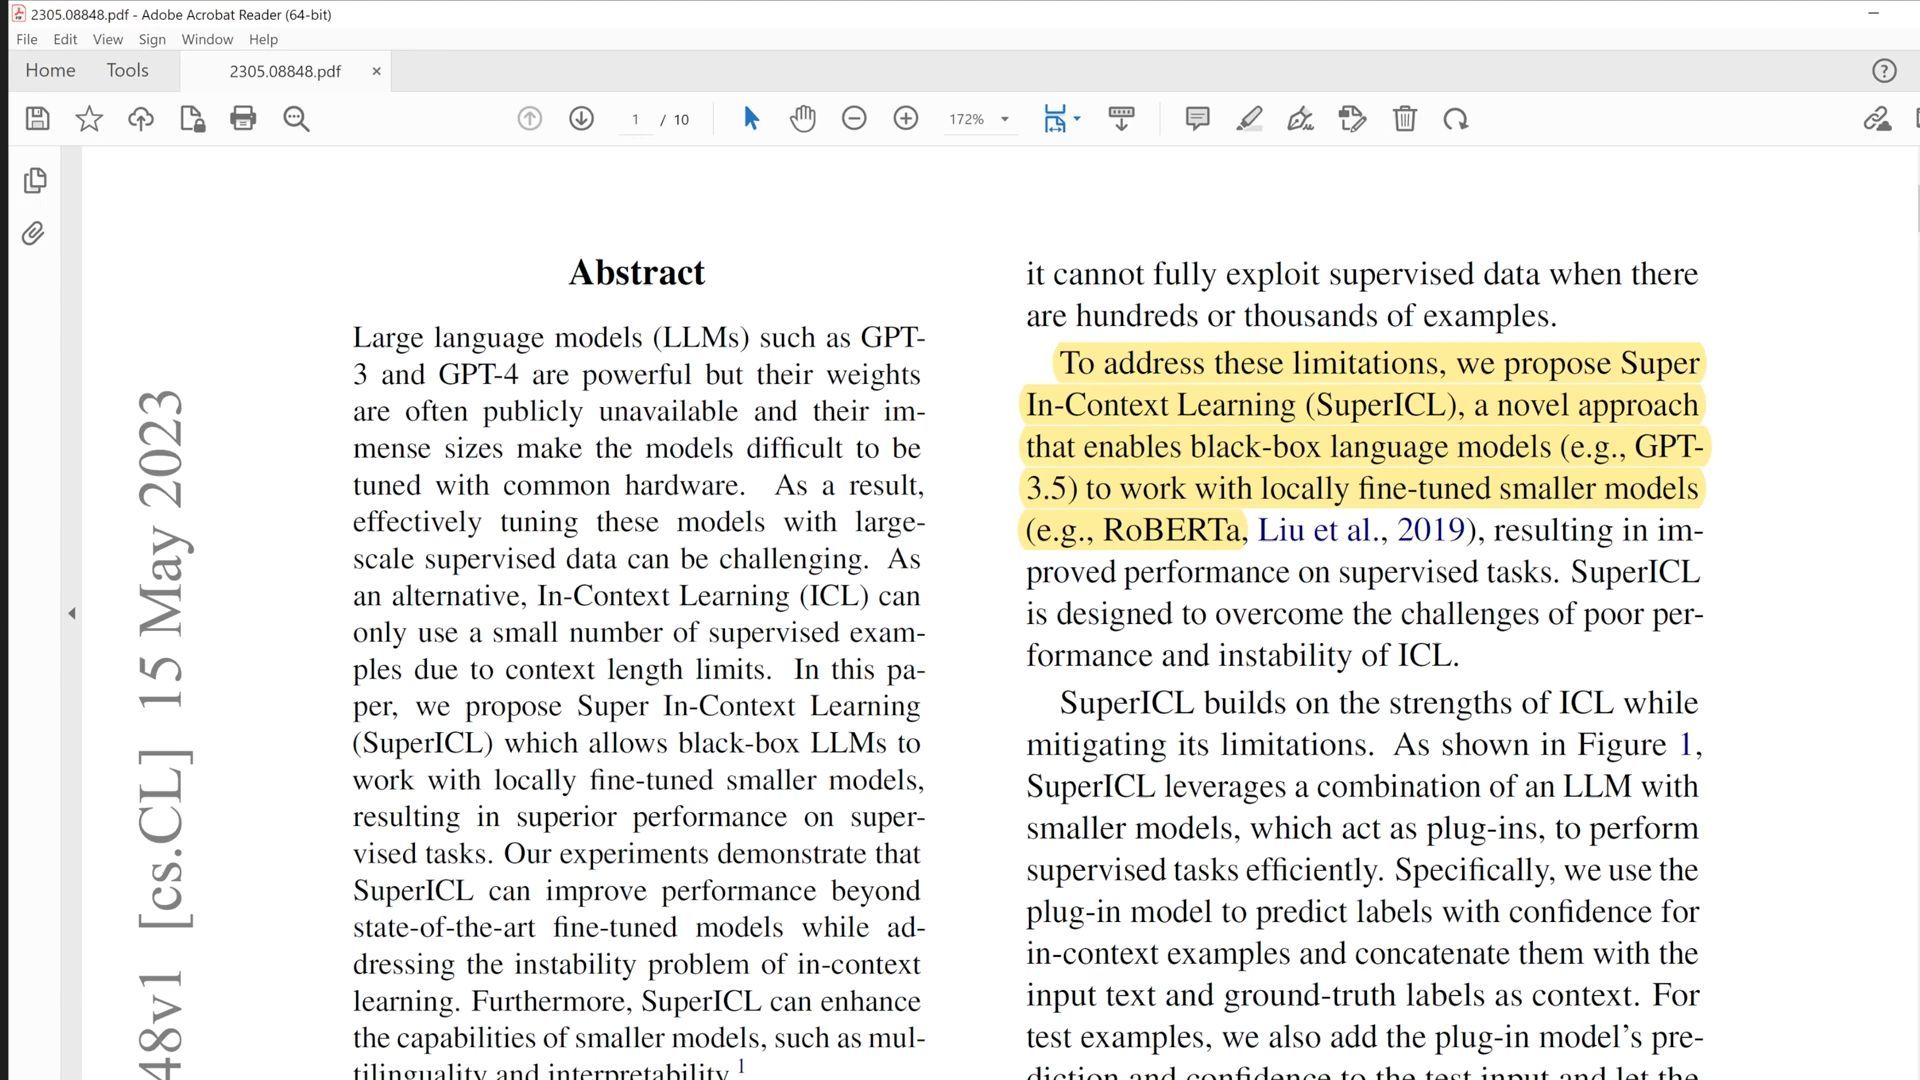 2305.08848.pdf - Adobe Acrobat Reader (64-bit)
File Edit View Sign Window Help
Home Tools 2305.08848.pdf ×
1 / 10 172%
48v1 [cs.CL] 15 May 2023
Abstract
Large language models (LLMs) such as GPT-
3 and GPT-4 are powerful but their weights
are often publicly unavailable and their im-
mense sizes make the models difficult to be
tuned with common hardware. As a result,
effectively tuning these models with large-
scale supervised data can be challenging. As
an alternative, In-Context Learning (ICL) can
only use a small number of supervised exam-
ples due to context length limits. In this pa-
per, we propose Super In-Context Learning
(SuperICL) which allows black-box LLMs to
work with locally fine-tuned smaller models,
resulting in superior performance on super-
vised tasks. Our experiments demonstrate that
SuperICL can improve performance beyond
state-of-the-art fine-tuned models while ad-
dressing the instability problem of in-context
learning. Furthermore, SuperICL can enhance
the capabilities of smaller models, such as mul-
tilinguality and interpretability.1
it cannot fully exploit supervised data when there
are hundreds or thousands of examples.
To address these limitations, we propose Super
In-Context Learning (SuperICL), a novel approach
that enables black-box language models (e.g., GPT-
3.5) to work with locally fine-tuned smaller models
(e.g., RoBERTa, Liu et al., 2019), resulting in im-
proved performance on supervised tasks. SuperICL
is designed to overcome the challenges of poor per-
formance and instability of ICL.
SuperICL builds on the strengths of ICL while
mitigating its limitations. As shown in Figure 1,
SuperICL leverages a combination of an LLM with
smaller models, which act as plug-ins, to perform
supervised tasks efficiently. Specifically, we use the
plug-in model to predict labels with confidence for
in-context examples and concatenate them with the
input text and ground-truth labels as context. For
test examples, we also add the plug-in model's pre-
diction and confidence to the test input and let the